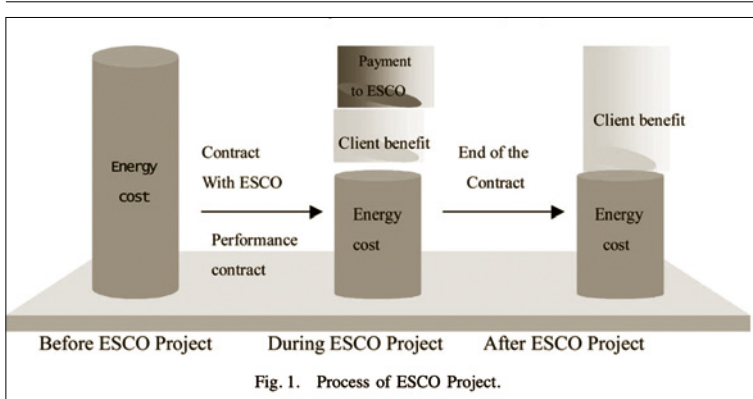 Energy
cost
Contract
With ESCO
Performance
contract
Payment
to ESCO
Client benefit
Energy
cost
End of the
Contract
Client benefit
Energy
cost
Before ESCO Project
During ESCO Project
After ESCO Project
Fig. 1. Process of ESCO Project.